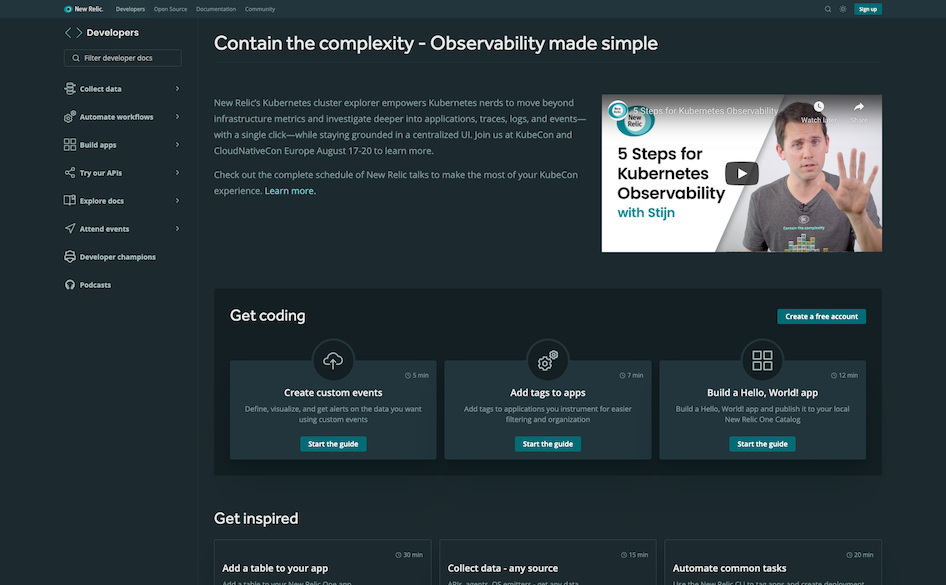 New Relic.
Developers
Open Source
Documentation
Community
Sign up
Developers
Filter developer docs
Collect data
Automate workflows
Build apps
Try our APIs
Explore docs
Attend events
Developer champions
Podcasts
Contain the complexity - Observability made simple
New Relic's Kubernetes cluster explorer empowers Kubernetes nerds to move beyond
infrastructure metrics and investigate deeper into applications, traces, logs, and events—
with a single click—while staying grounded in a centralized UI. Join us at KubeCon and
CloudNativeCon Europe August 17-20 to learn more.
Check out the complete schedule of New Relic talks to make the most of your KubeCon
experience. Learn more.
5 Steps for Kubernetes Observability
Watch later
Share
New
Relic
5 Steps for
Kubernetes
Observability
with Stijn
Contain the complexity
Get coding
Create a free account
5 min
Create custom events
Define, visualize, and get alerts on the data you want
using custom events
Start the guide
7 min
Add tags to apps
Add tags to applications you instrument for easier
filtering and organization
Start the guide
12 min
Build a Hello, World! app
Build a Hello, World! app and publish it to your local
New Relic One Catalog
Start the guide
Get inspired
30 min
Add a table to your app
Add a table to your New Relic One app
15 min
Collect data - any source
APIs, agents, OS emitters - get any data
20 min
Automate common tasks
Use the New Relic CLI to tag apps and create deployment